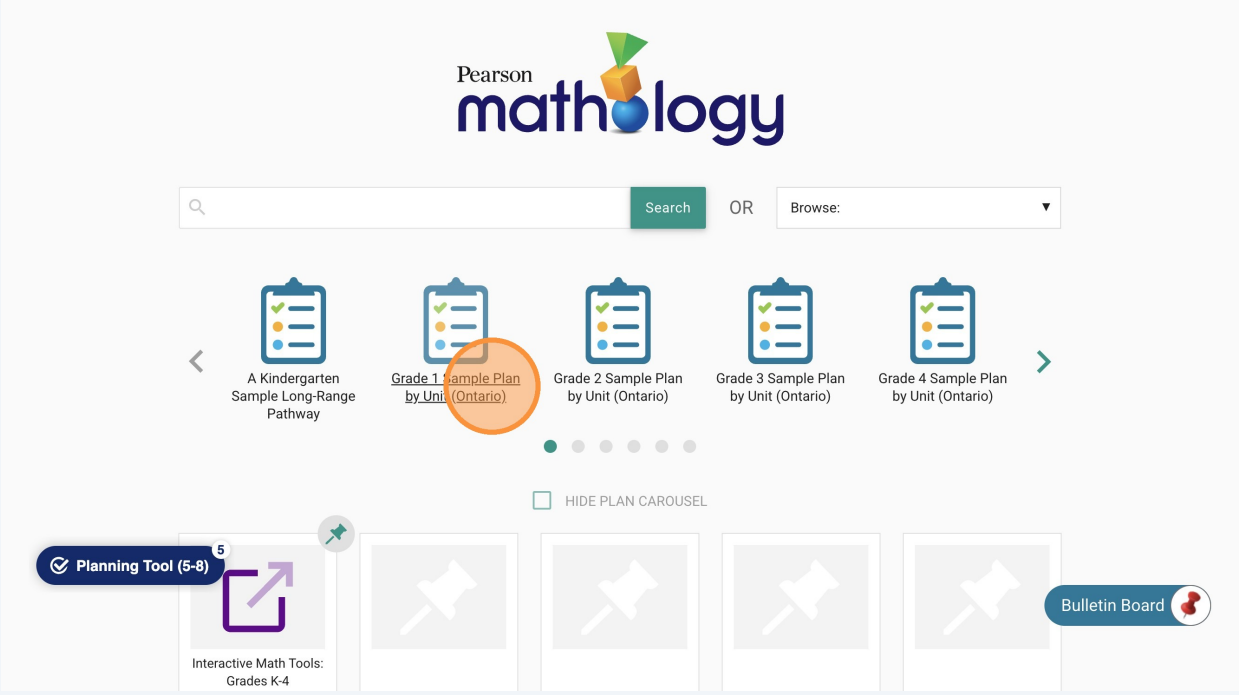 Pearson
mathology
Search
OR
Browse:
A Kindergarten
Sample Long-Range
Pathway
Grade 1 Sample Plan
by Unit (Ontario)
Grade 2 Sample Plan
by Unit (Ontario)
Grade 3 Sample Plan
by Unit (Ontario)
Grade 4 Sample Plan
by Unit (Ontario)
HIDE PLAN CAROUSEL
Planning Tool (5-8)
5
Interactive Math Tools:
Grades K-4
Bulletin Board